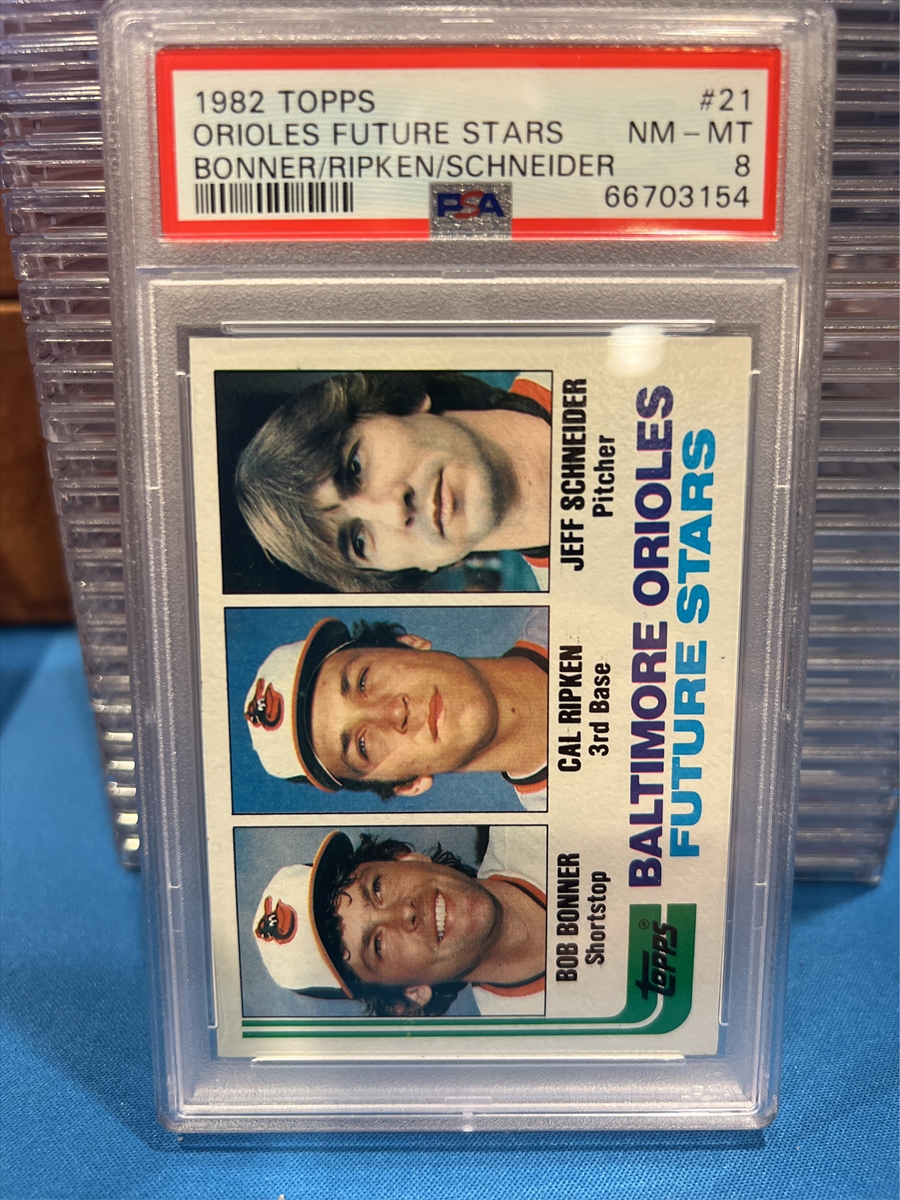 1982 TOPPS #21
ORIOLES FUTURE STARS NM – MT
BONNER/RIPKEN/SCHNEIDER 8
PSA 66703154
BOB BONNER
Shortstop
CAL RIPKEN
3rd Base
JEFF SCHNEIDER
Pitcher
TOPPS®
BALTIMORE ORIOLES
FUTURE STARS